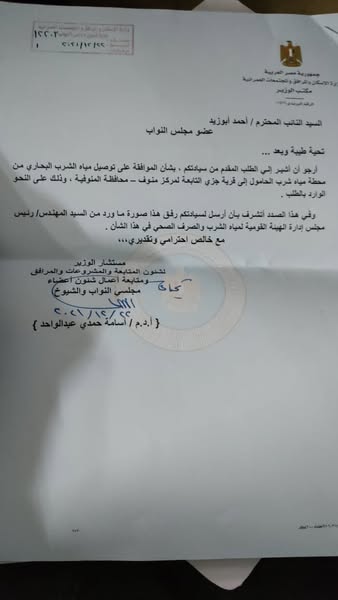 ١٢٢٠٣
٢٠٢١/١٢/٢٢
جمهورية مصر العربية
وزارة الاسكان والمرافق والمجتمعات العمرانية
مكتب الوزير
السيد النائب المحترم / أحمد أبوزيد
عضو مجلس النواب
تحية طيبة وبعد ...
أرجو أن أشير إلي الطلب المقدم من سيادتكم ، بشأن الموافقة على توصيل مياه الشرب البحاري من
محطة مياه شرب الحامول إلى قرية جزي التابعة لمركز منوف – محافظة المنوفية ، وذلك على النحو
الوارد بالطلب .
وفي هذا الصدد أتشرف بأن أرسل لسيادتكم رفق هذا صورة ما ورد من السيد المهندس/ رئيس
مجلس إدارة الهيئة القومية لمياه الشرب والصرف الصحي في هذا الشأن .
مع خالص احترامي وتقديري،،،
مستشار الوزير
لشئون المتابعة والمشروعات والمرافق
ومتابعة أعمال شئون أعضاء
مجلسي النواب والشيوخ
٢٠٢١/١٢/٢٢
{ أ.د.م / أسامة حمدي عبدالواحد }